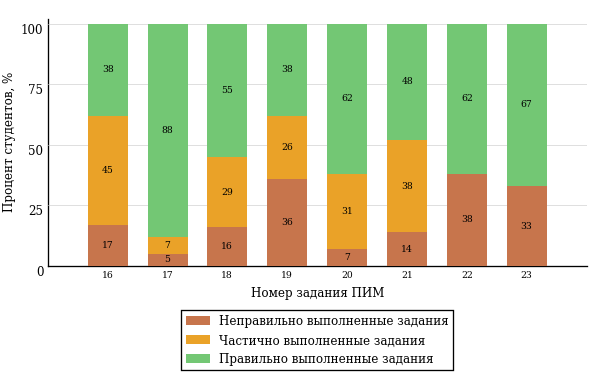 Процент студентов, %
100
75
50
25
0
38 88 55 38 62 48 62 67
45 7 29 26 31 38
17 5 16 36 7 14 38 33
16 17 18 19 20 21 22 23
Номер задания ПИМ
Неправильно выполненные задания
Частично выполненные задания
Правильно выполненные задания